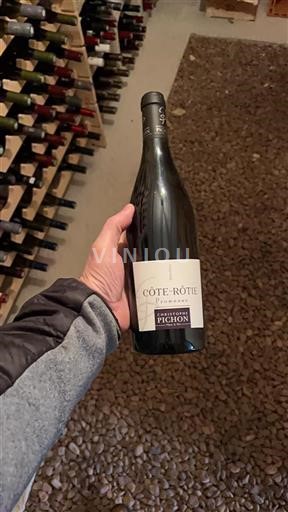 VINIOU
CÔTE-RÔTIE
Promesse
CHRISTOPHE
PICHON